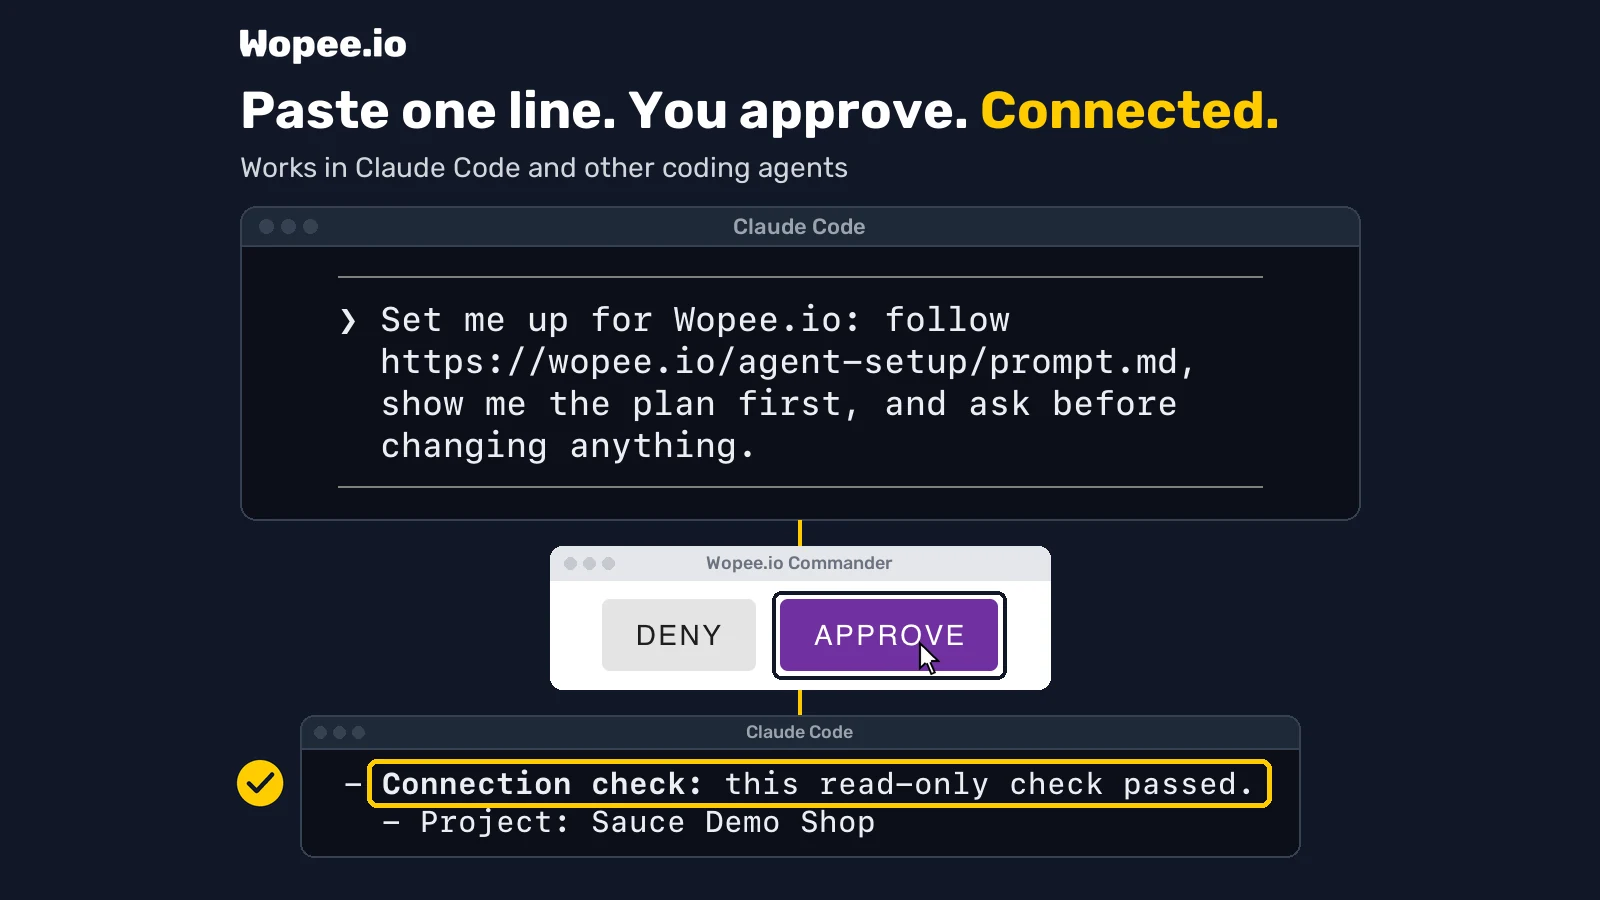 Wopee.io
Paste one line. You approve. Connected.
Works in Claude Code and other coding agents
Claude Code
❯ Set me up for Wopee.io: follow
https://wopee.io/agent-setup/prompt.md,
show me the plan first, and ask before
changing anything.
Wopee.io Commander
DENY
APPROVE
Claude Code
- Connection check: this read-only check passed.
- Project: Sauce Demo Shop